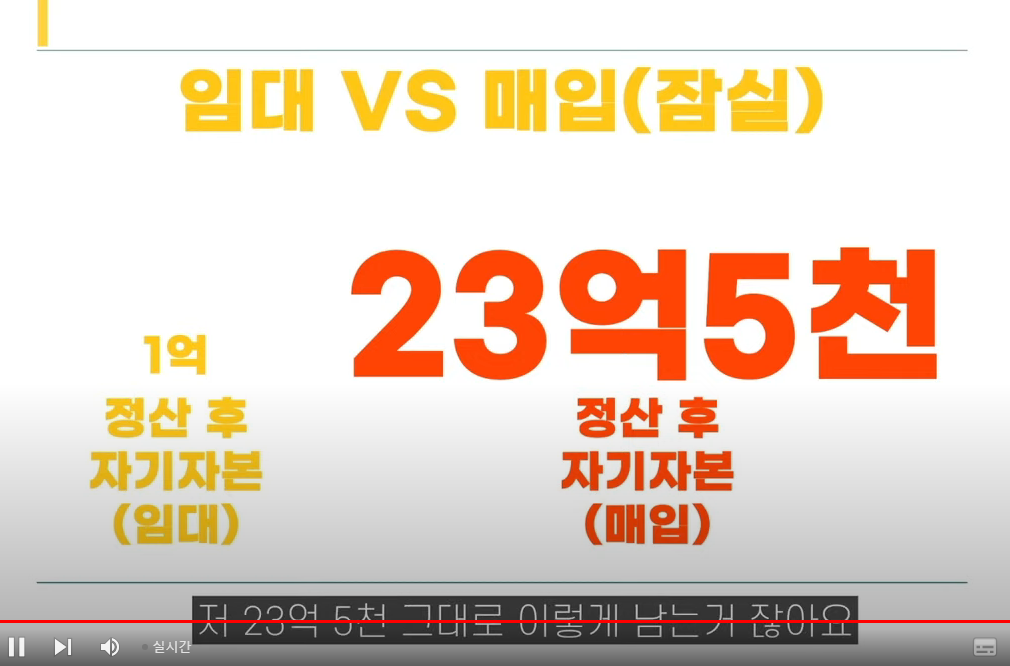 임대 VS 매입(잠실)
23억5천
1억
정산 후
자기자본
(임대)
정산 후
자기자본
(매입)
저 23억 5천 그대로 이렇게 남는거 잖아요
실시간